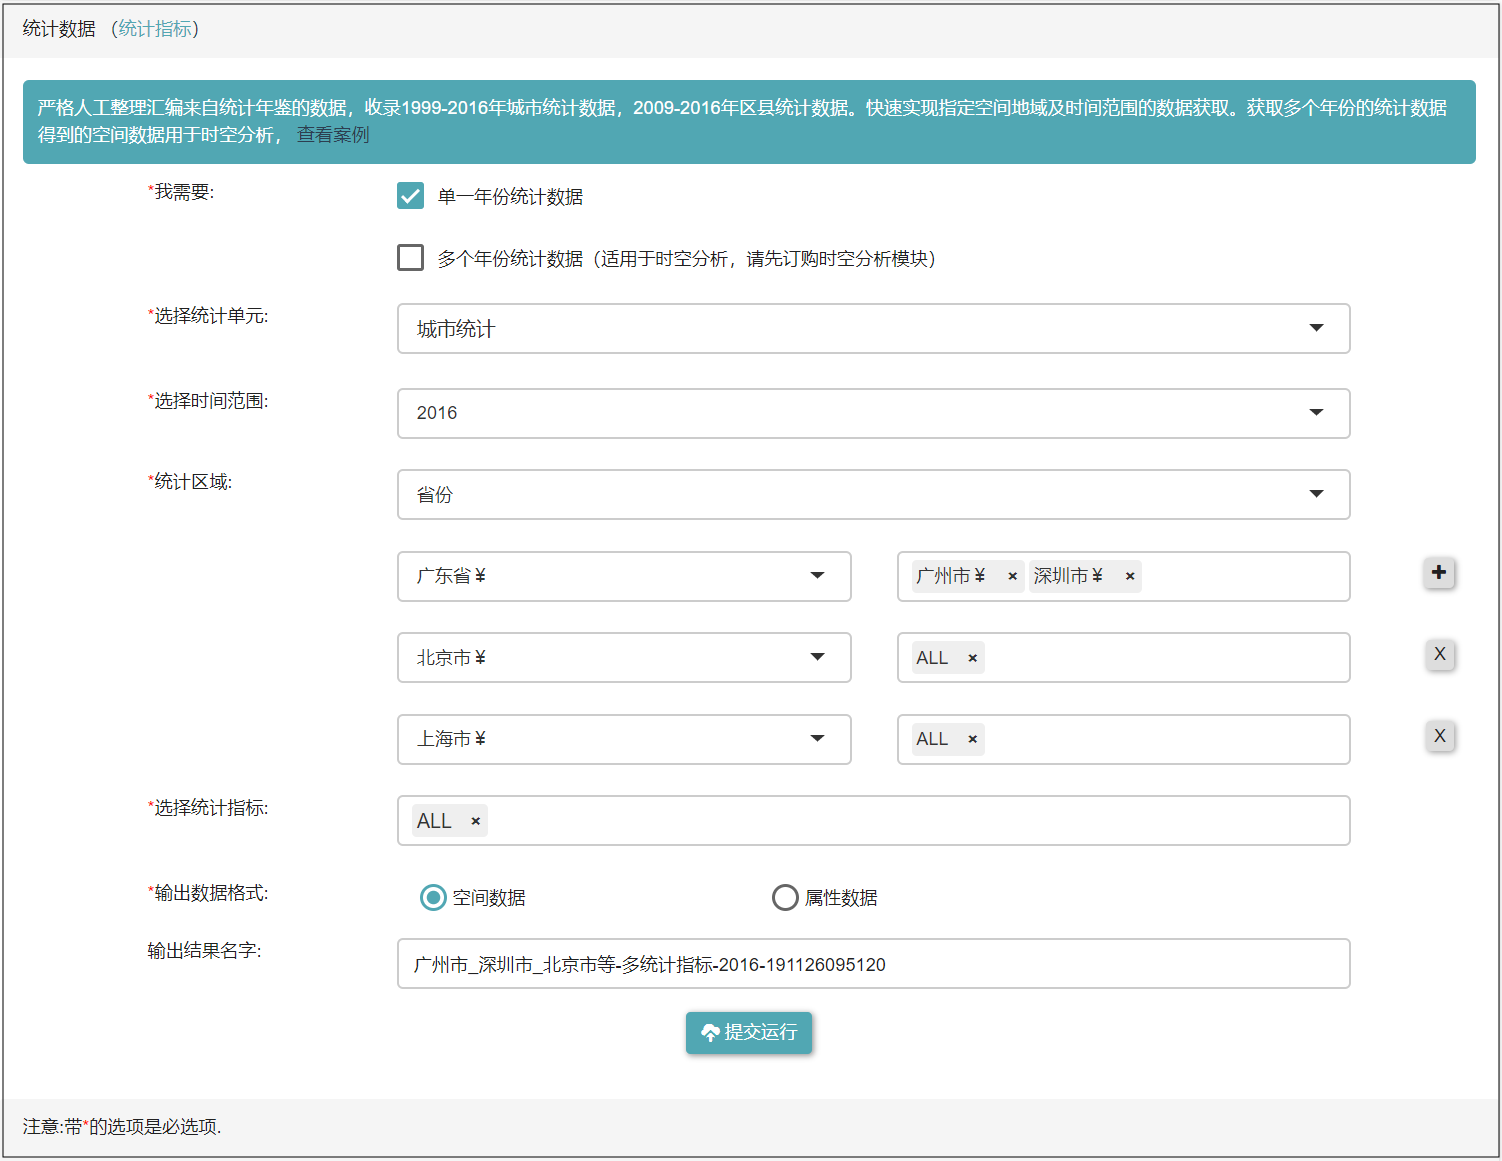 统计数据 （统计指标）
严格人工整理汇编来自统计年鉴的数据，收录1999-2016年城市统计数据，2009-2016年区县统计数据。快速实现指定空间地域及时间范围的数据获取。获取多个年份的统计数据
得到的空间数据用于时空分析， 查看案例
*我需要: 单一年份统计数据
多个年份统计数据（适用于时空分析，请先订购时空分析模块）
*选择统计单元: 城市统计
*选择时间范围: 2016
*统计区域: 省份
广东省 ¥ 广州市 ¥ × 深圳市 ¥ × +
北京市 ¥ ALL × X
上海市 ¥ ALL × X
*选择统计指标: ALL ×
*输出数据格式: 空间数据 属性数据
输出结果名字: 广州市_深圳市_北京市等-多统计指标-2016-191126095120
提交运行
注意:带*的选项是必选项.